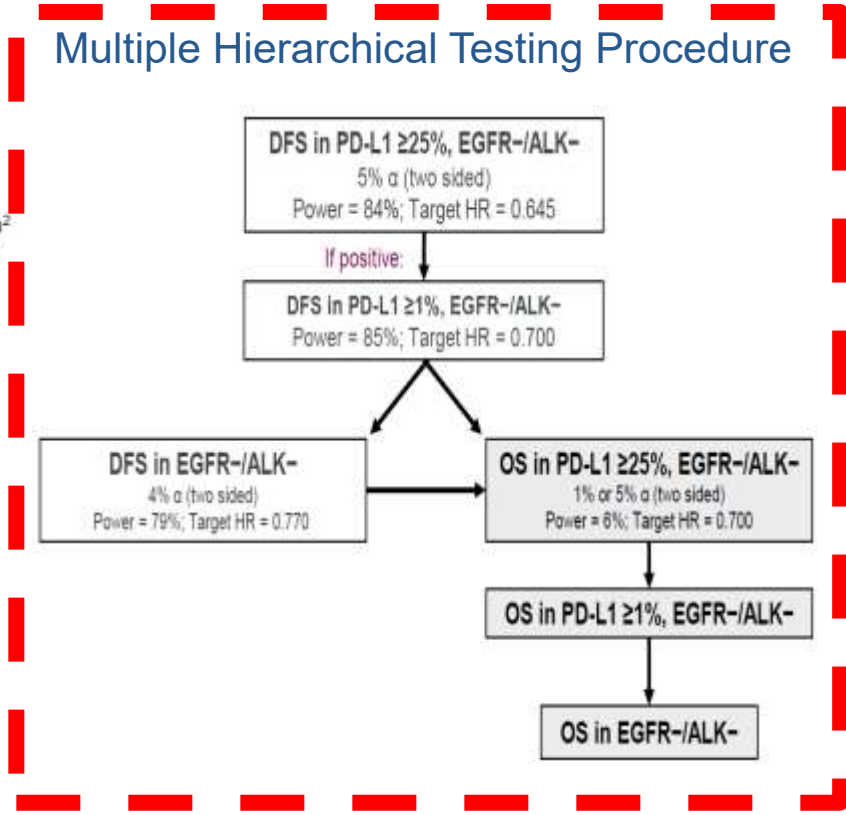 Multiple Hierarchical Testing Procedure
DFS in PD-L1 ≥25%, EGFR−/ALK−
5% α (two sided)
Power = 84%; Target HR = 0.645
2
If positive:
DFS in PD-L1 ≥1%, EGFR−/ALK−
Power = 85%; Target HR = 0.700
DFS in EGFR−/ALK−
4% α (two sided)
Power = 79%; Target HR = 0.770
OS in PD-L1 ≥25%, EGFR−/ALK−
1% or 5% α (two sided)
Power = 6%; Target HR = 0.700
OS in PD-L1 ≥1%, EGFR−/ALK−
OS in EGFR−/ALK−